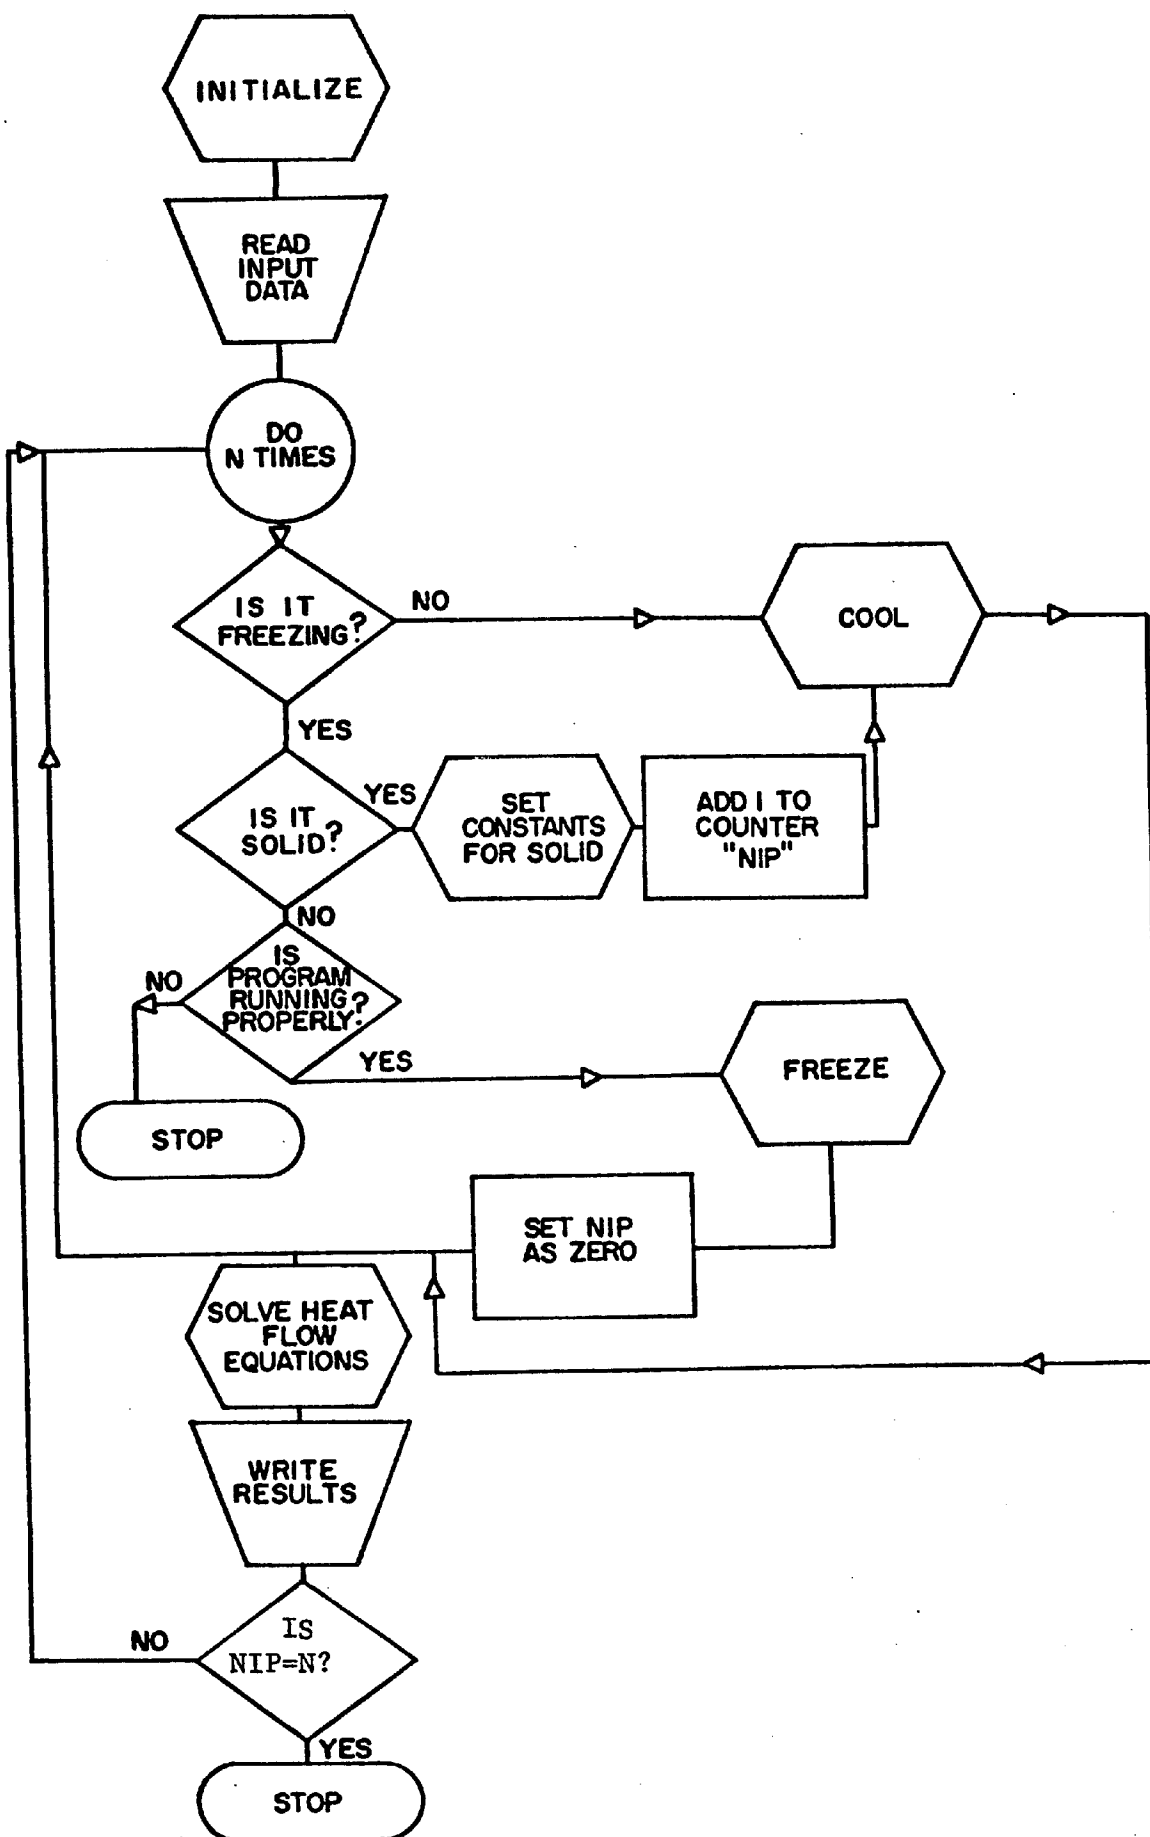 INITIALIZE
READ
INPUT
DATA
DO
N TIMES
IS IT
FREEZING?
NO
COOL
YES
IS IT
SOLID?
YES
SET
CONSTANTS
FOR SOLID
ADD I TO
COUNTER
"NIP"
NO
IS
PROGRAM
RUNNING
PROPERLY?
NO
YES
FREEZE
STOP
SET NIP
AS ZERO
SOLVE HEAT
FLOW
EQUATIONS
WRITE
RESULTS
IS
NIP=N?
NO
YES
STOP